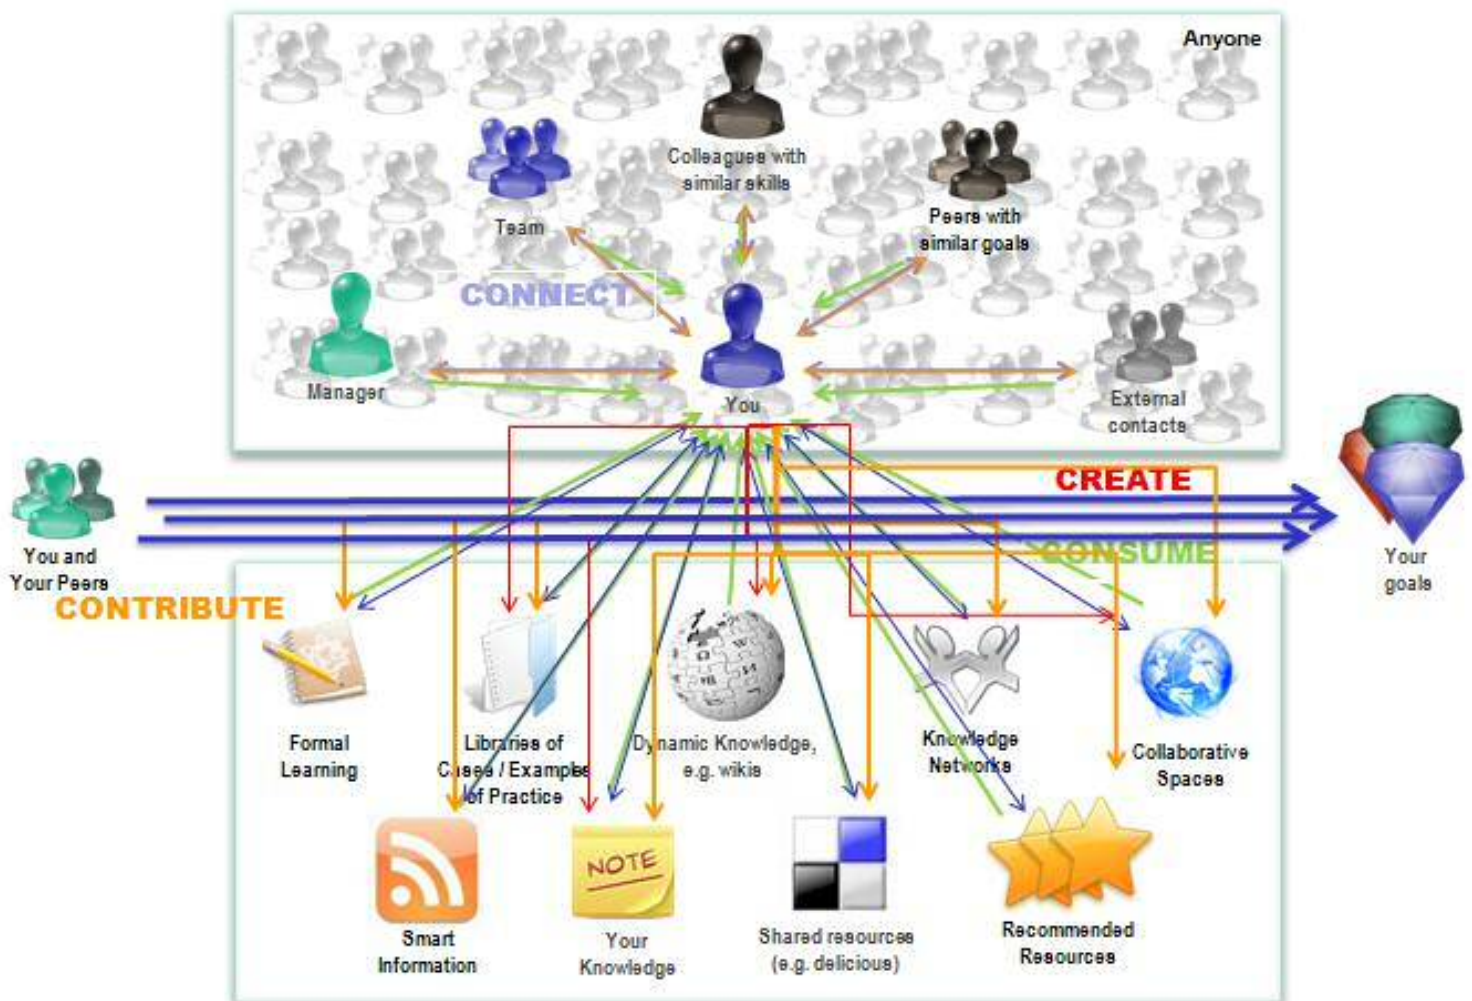 Anyone
Colleagues with
similar skills
Team
Peers with
similar goals
CONNECT
Manager
You
External
contacts
You and
Your Peers
CREATE
CONSUME
Your
goals
CONTRIBUTE
Formal
Learning
Libraries of
Cases / Examples
of Practice
Dynamic Knowledge,
e.g. wikis
Knowledge
Networks
Collaborative
Spaces
NOTE
Smart
Information
Your
Knowledge
Shared resources
(e.g. delicious)
Recommended
Resources